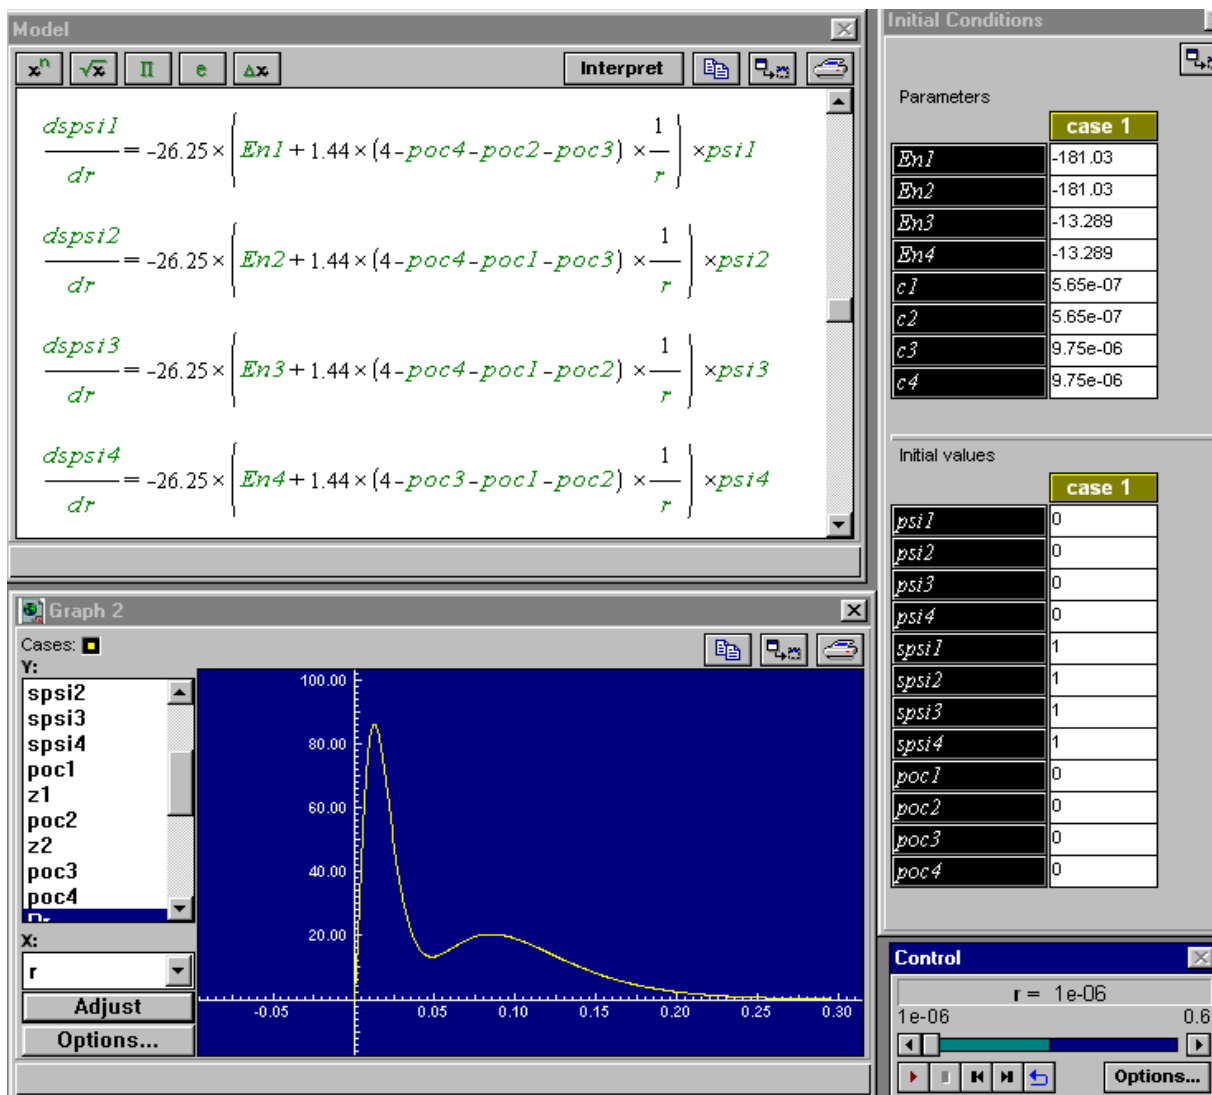 Model
xⁿ √x Π e Δx Interpret
dspsi1/dr = -26.25×(En1+1.44×(4-poc4-poc2-poc3)×1/r)×psi1
dspsi2/dr = -26.25×(En2+1.44×(4-poc4-poc1-poc3)×1/r)×psi2
dspsi3/dr = -26.25×(En3+1.44×(4-poc4-poc1-poc2)×1/r)×psi3
dspsi4/dr = -26.25×(En4+1.44×(4-poc3-poc1-poc2)×1/r)×psi4
Initial Conditions
Parameters
case 1
En1 -181.03
En2 -181.03
En3 -13.289
En4 -13.289
c1 5.65e-07
c2 5.65e-07
c3 9.75e-06
c4 9.75e-06
Initial values
case 1
psi1 0
psi2 0
psi3 0
psi4 0
spsi1 1
spsi2 1
spsi3 1
spsi4 1
poc1 0
poc2 0
poc3 0
poc4 0
Graph 2
Cases:
Y:
spsi2
spsi3
spsi4
poc1
z1
poc2
z2
poc3
poc4
X:
r
Adjust
Options...
100.00
80.00
60.00
40.00
20.00
-0.05 0.05 0.10 0.15 0.20 0.25 0.30
Control
r = 1e-06
1e-06 0.6
Options...